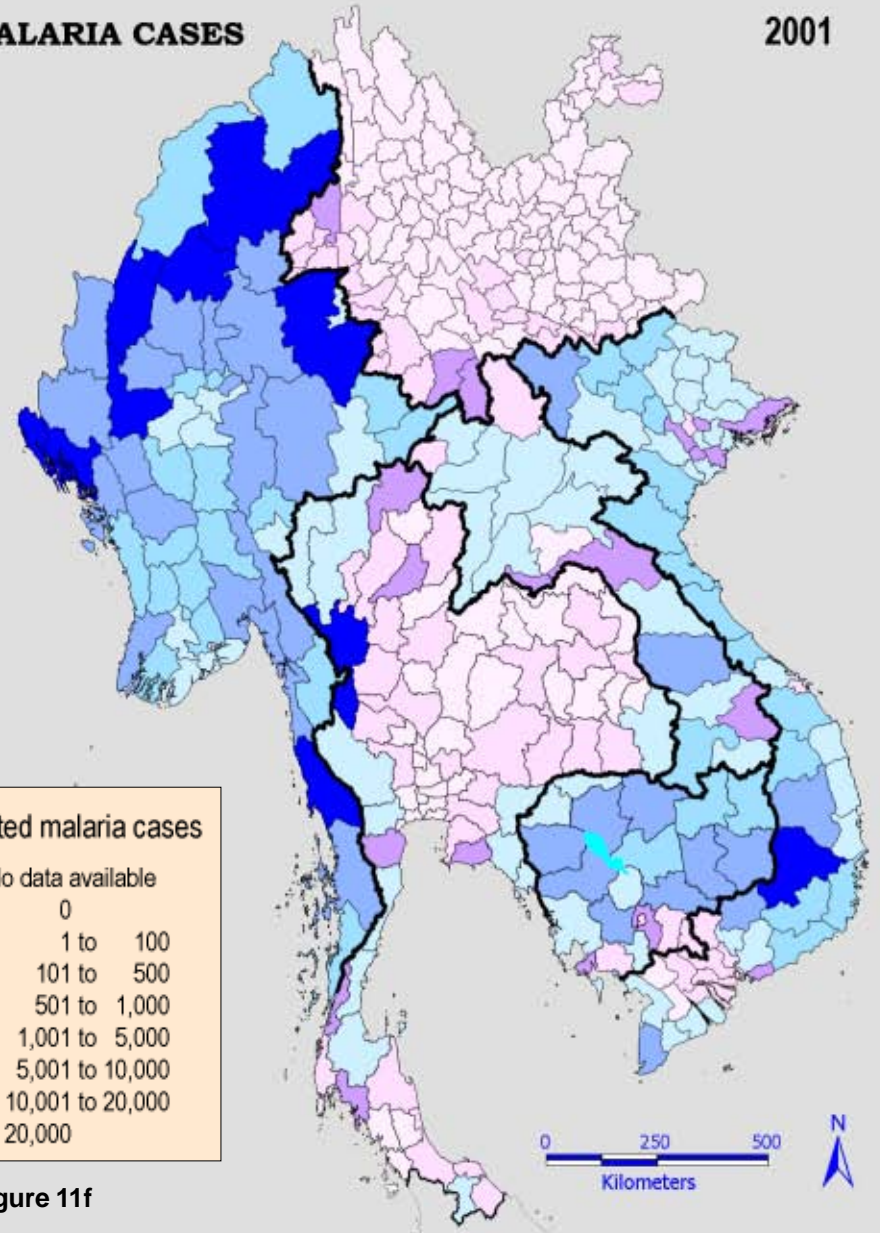 ALARIA CASES 2001
ted malaria cases
o data available
0
1 to 100
101 to 500
501 to 1,000
1,001 to 5,000
5,001 to 10,000
10,001 to 20,000
20,000
0 250 500
Kilometers
N
gure 11f